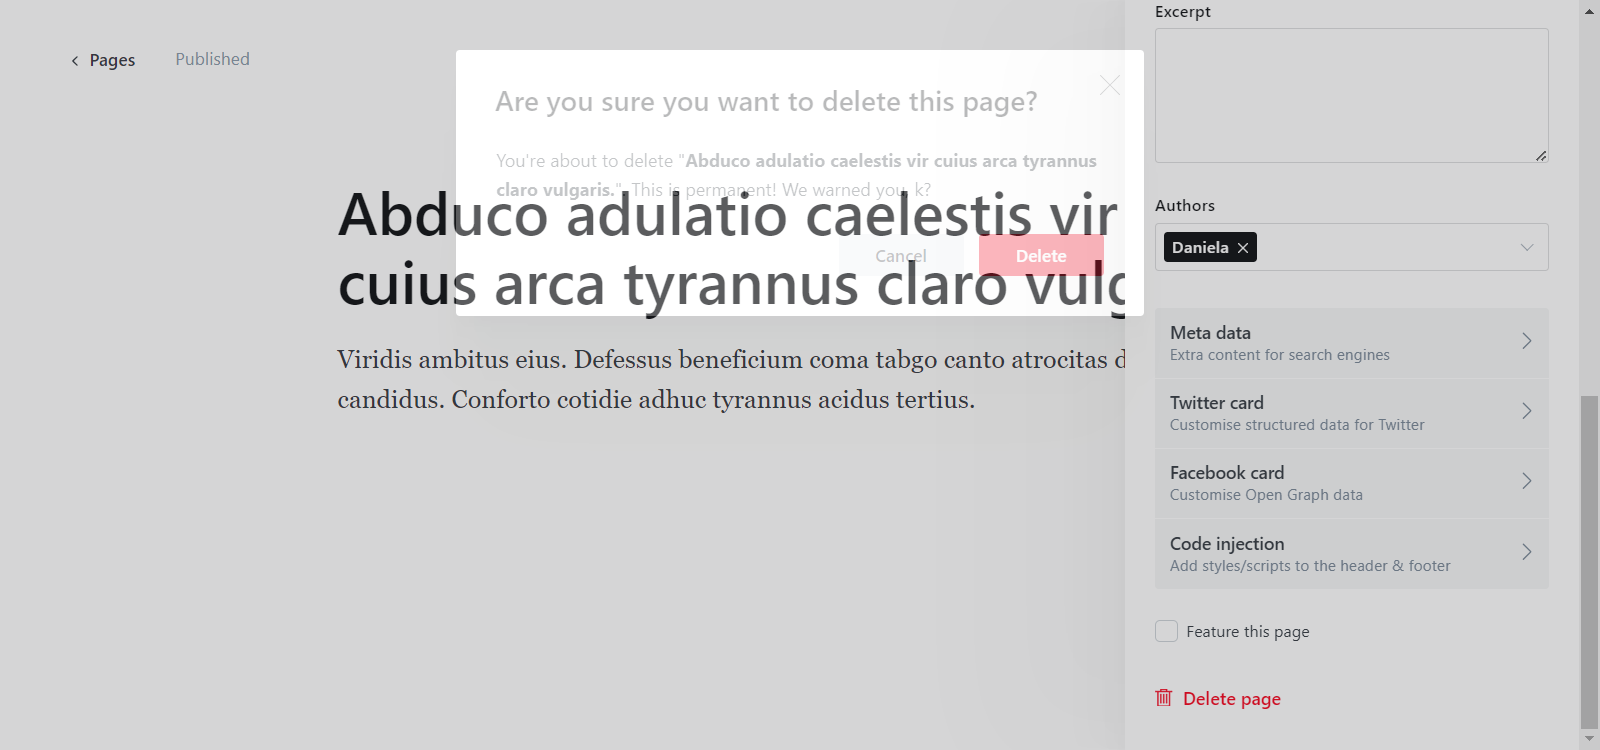 Pages
Published
Are you sure you want to delete this page?
You're about to delete "Abduco adulatio caelestis vir cuius arca tyrannus
claro vulgaris.". This is permanent! We warned you, k?
Cancel
Delete
Abduco adulatio caelestis vir
cuius arca tyrannus claro
Viridis ambitus eius. Defessus beneficium coma tabgo canto atrocitas
candidus. Conforto cotidie adhuc tyrannus acidus tertius.
Excerpt
Authors
Daniela
Meta data
Extra content for search engines
Twitter card
Customise structured data for Twitter
Facebook card
Customise Open Graph data
Code injection
Add styles/scripts to the header & footer
Feature this page
Delete page